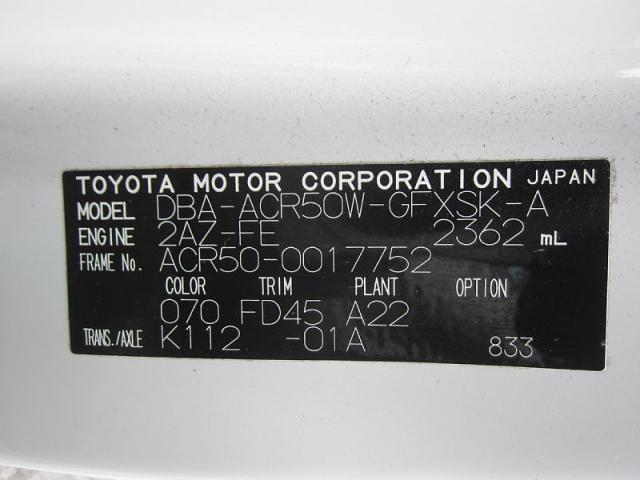 TOYOTA MOTOR CORPORATION JAPAN
MODEL DBA-ACR50W-GFXSK-A
ENGINE 2AZ-FE 2362 mL
FRAME No. ACR50-0017752
COLOR TRIM PLANT OPTION
070 FD45 A22
TRANS./AXLE K112 -01A 833